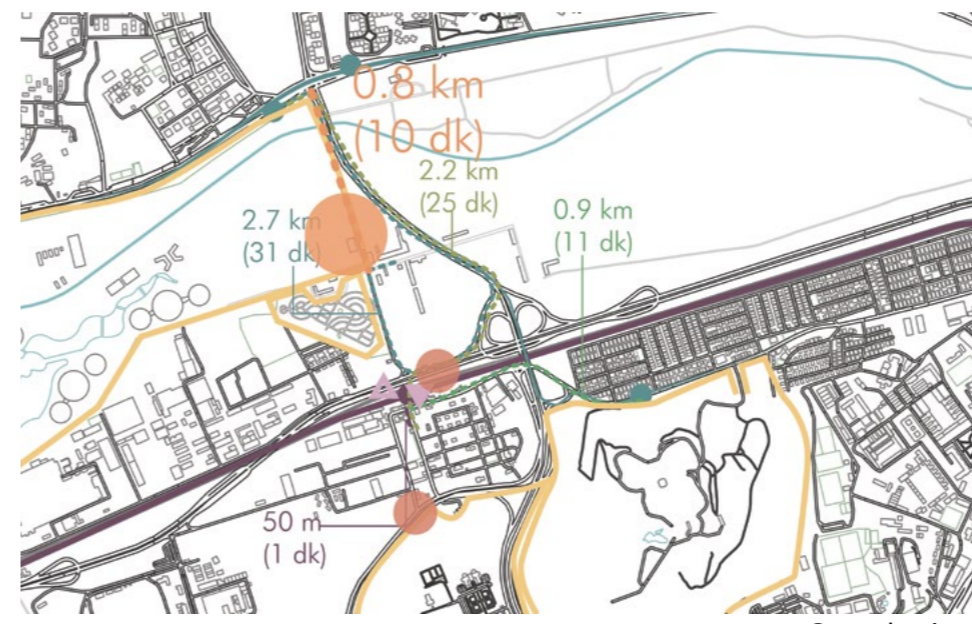 0.8 km
(10 dk)
2.2 km
(25 dk)
0.9 km
(11 dk)
2.7 km
(31 dk)
50 m
(1 dk)